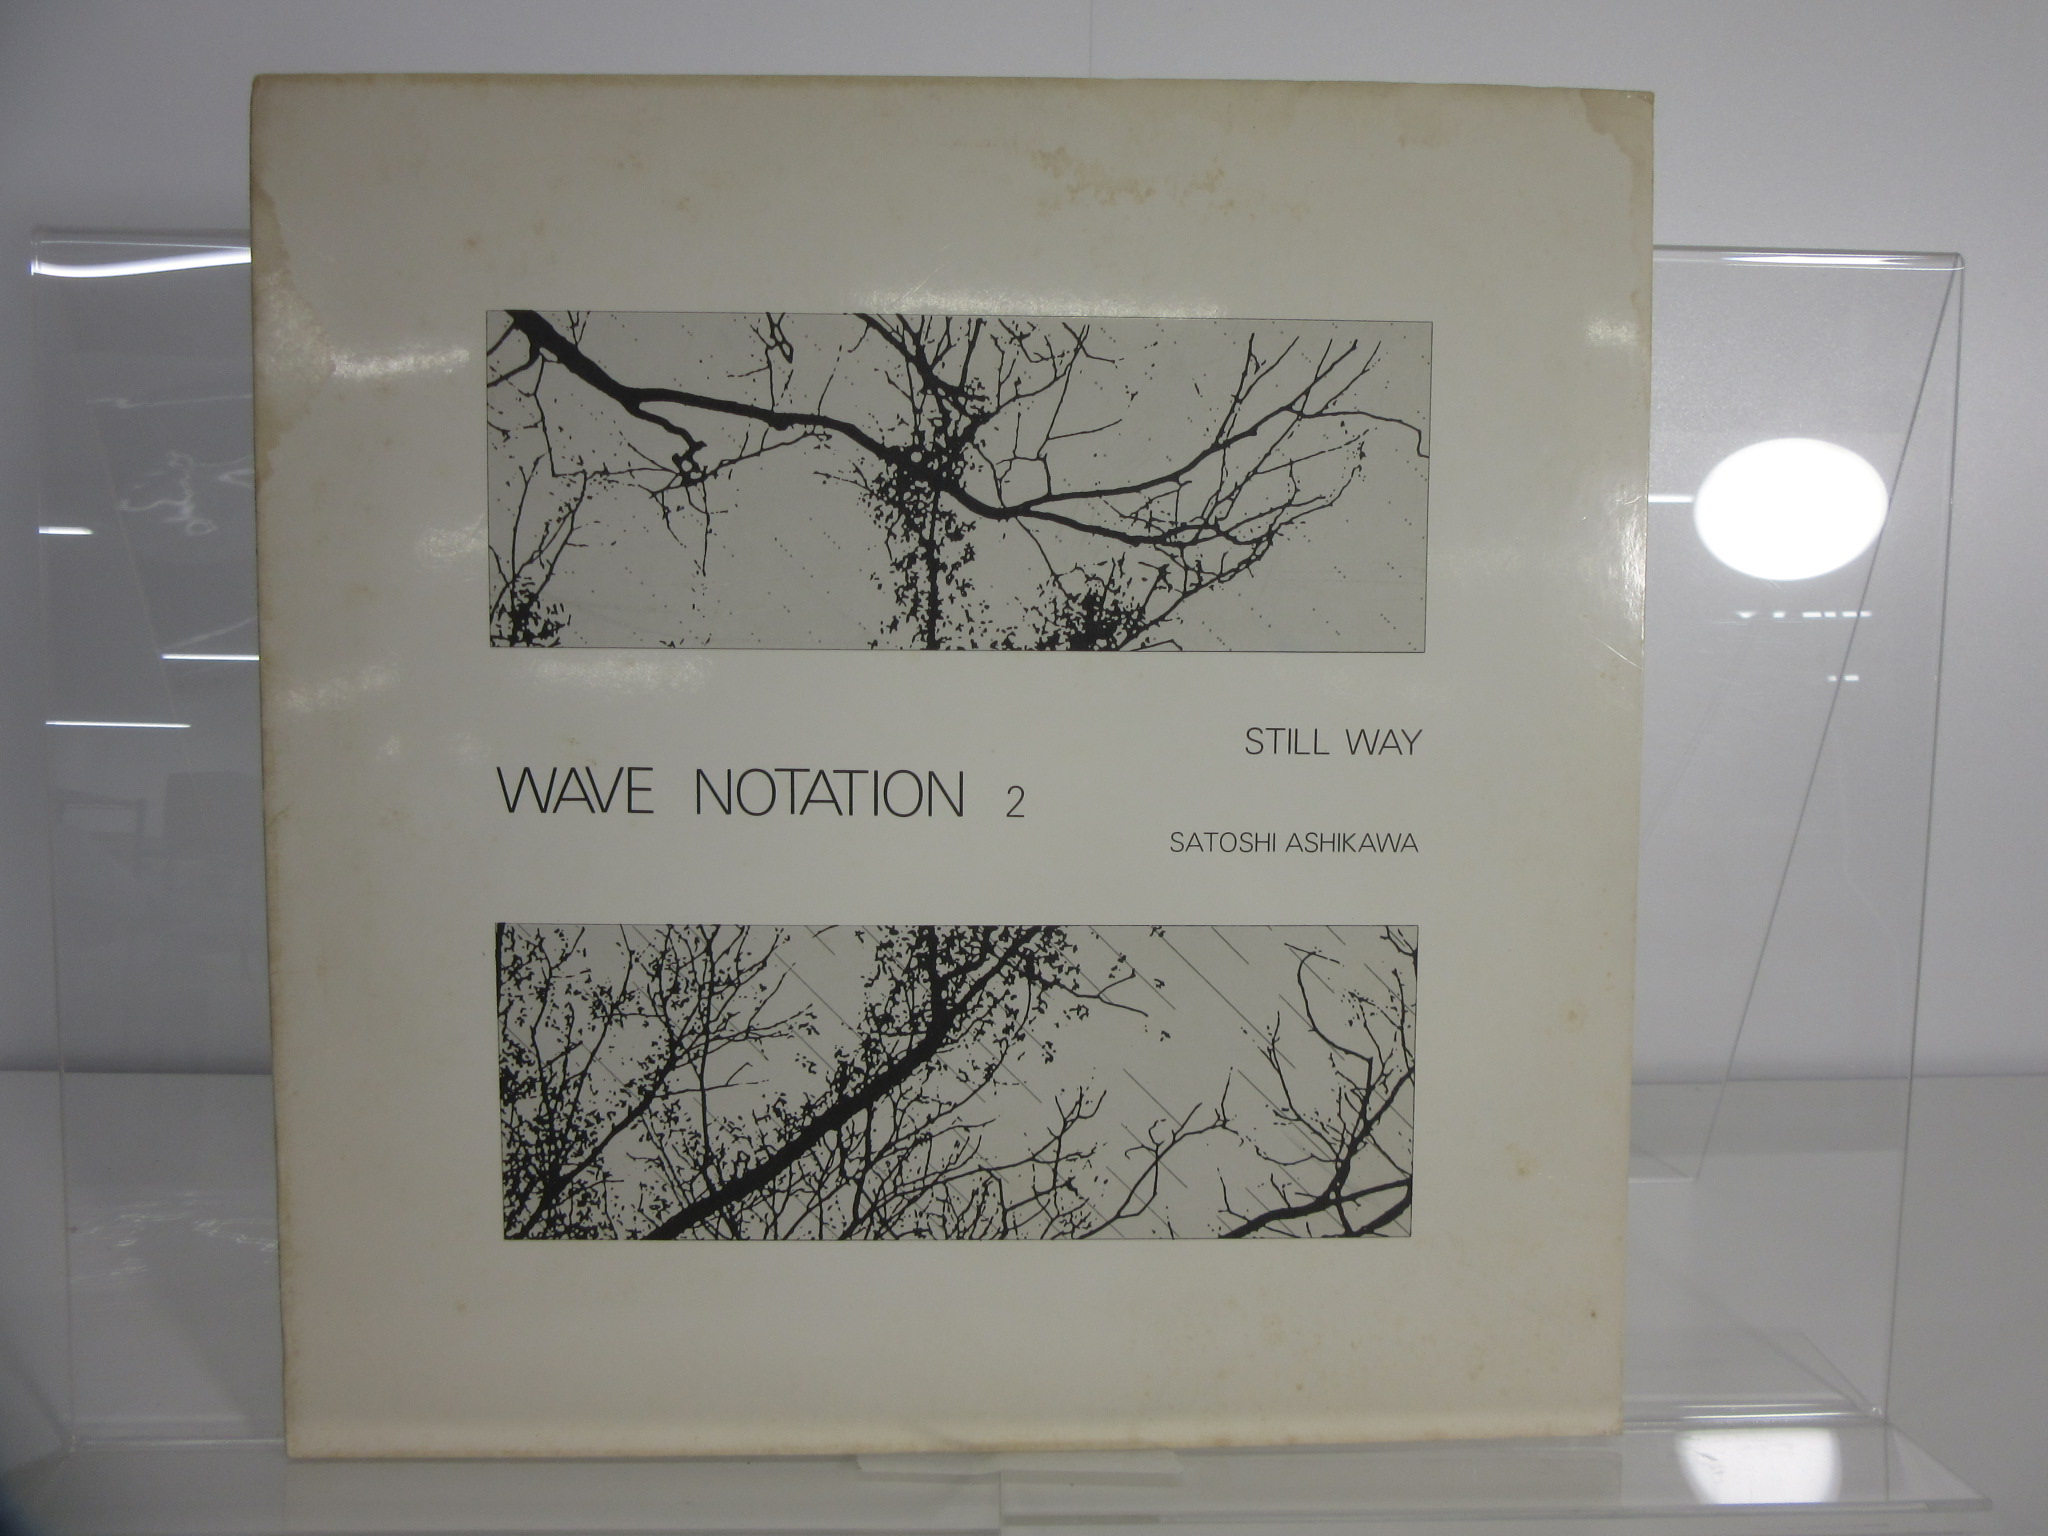 STILL WAY
WAVE NOTATION 2
SATOSHI ASHIKAWA